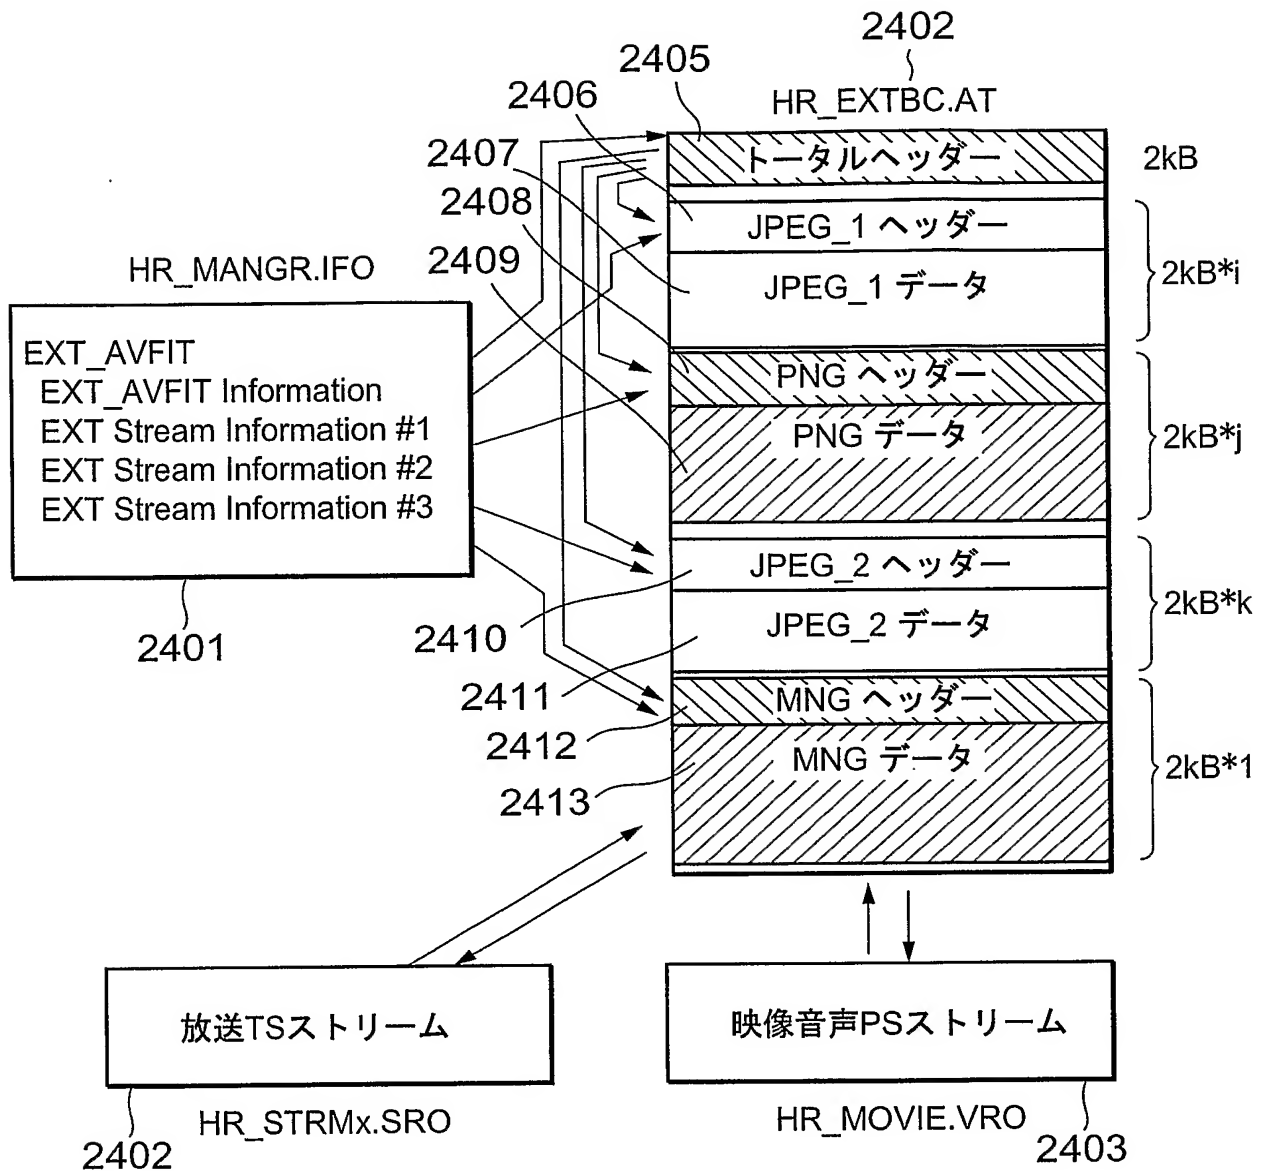 2402
2405
HR_EXTBC.AT
2406
2407
2408
2409
トータルヘッダー
2kB
JPEG_1 ヘッダー
JPEG_1 データ
2kB*i
HR_MANGR.IFO
EXT_AVFIT
EXT_AVFIT Information
EXT Stream Information #1
EXT Stream Information #2
EXT Stream Information #3
2401
PNG ヘッダー
PNG データ
2kB*j
JPEG_2 ヘッダー
JPEG_2 データ
2kB*k
2410
2411
2412
2413
MNG ヘッダー
MNG データ
2kB*1
放送TSストリーム
2402
HR_STRMx.SRO
映像音声PSストリーム
HR_MOVIE.VRO
2403